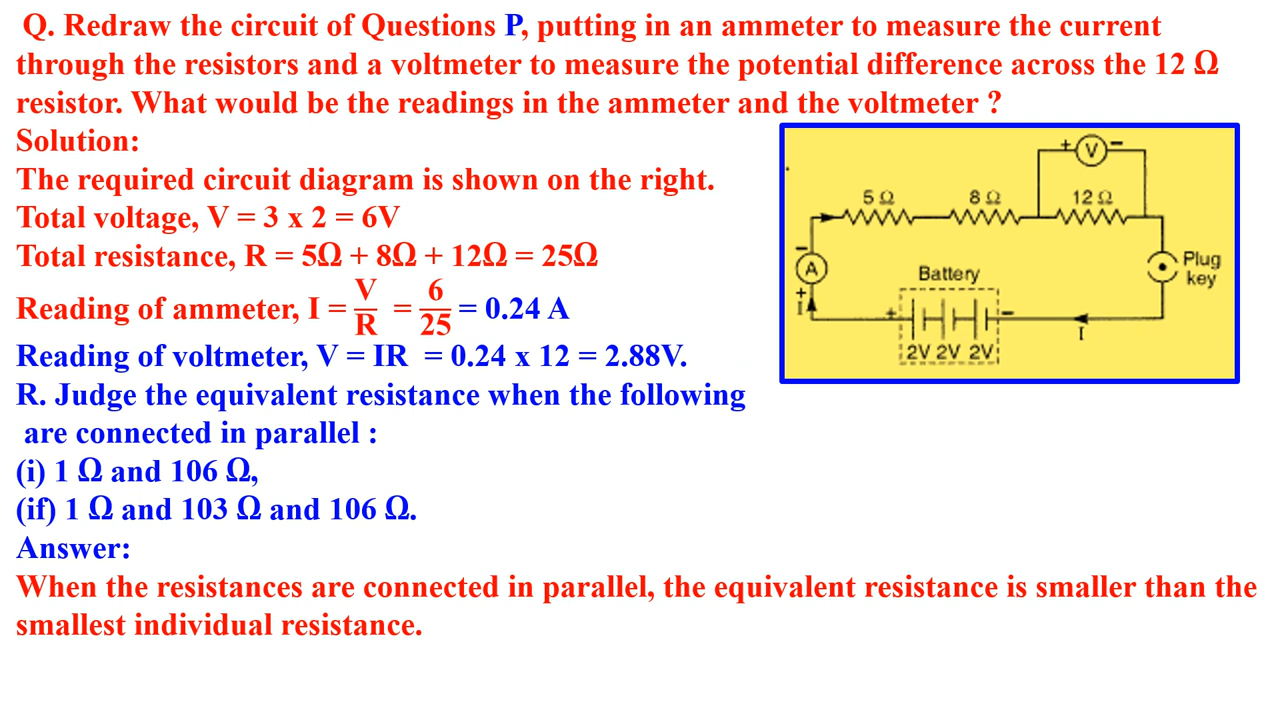 Q. Redraw the circuit of Questions P, putting in an ammeter to measure the current
through the resistors and a voltmeter to measure the potential difference across the 12 Ω
resistor. What would be the readings in the ammeter and the voltmeter ?
Solution:
The required circuit diagram is shown on the right.
Total voltage, V = 3 x 2 = 6V
Total resistance, R = 5Ω + 8Ω + 12Ω = 25Ω
Reading of ammeter, I = V/R = 6/25 = 0.24 A
Reading of voltmeter, V = IR = 0.24 x 12 = 2.88V.
R. Judge the equivalent resistance when the following
are connected in parallel :
(i) 1 Ω and 106 Ω,
(if) 1 Ω and 103 Ω and 106 Ω.
Answer:
When the resistances are connected in parallel, the equivalent resistance is smaller than the
smallest individual resistance.
+ V −
5 Ω 8 Ω 12 Ω
−
A
+
I
Battery
Plug
key
+ −
I
2V 2V 2V